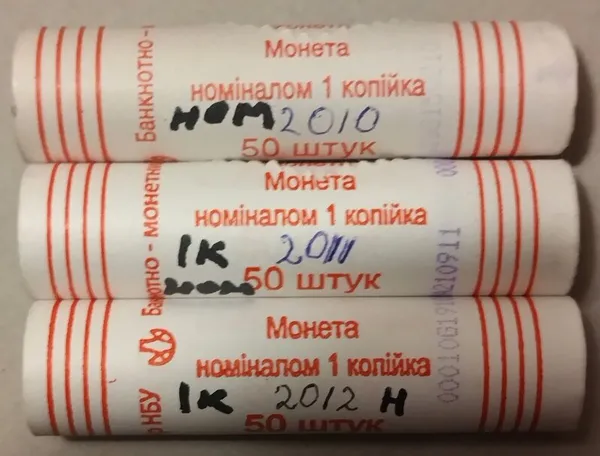 Монета
номіналом 1 копійка
ном 2010
50 штук
Банкнотно-
Монета
номіналом 1 копійка
1к 2011
50 штук
- монетно
Монета
номіналом 1 копійка
1к 2012 н
50 штук
НБУ